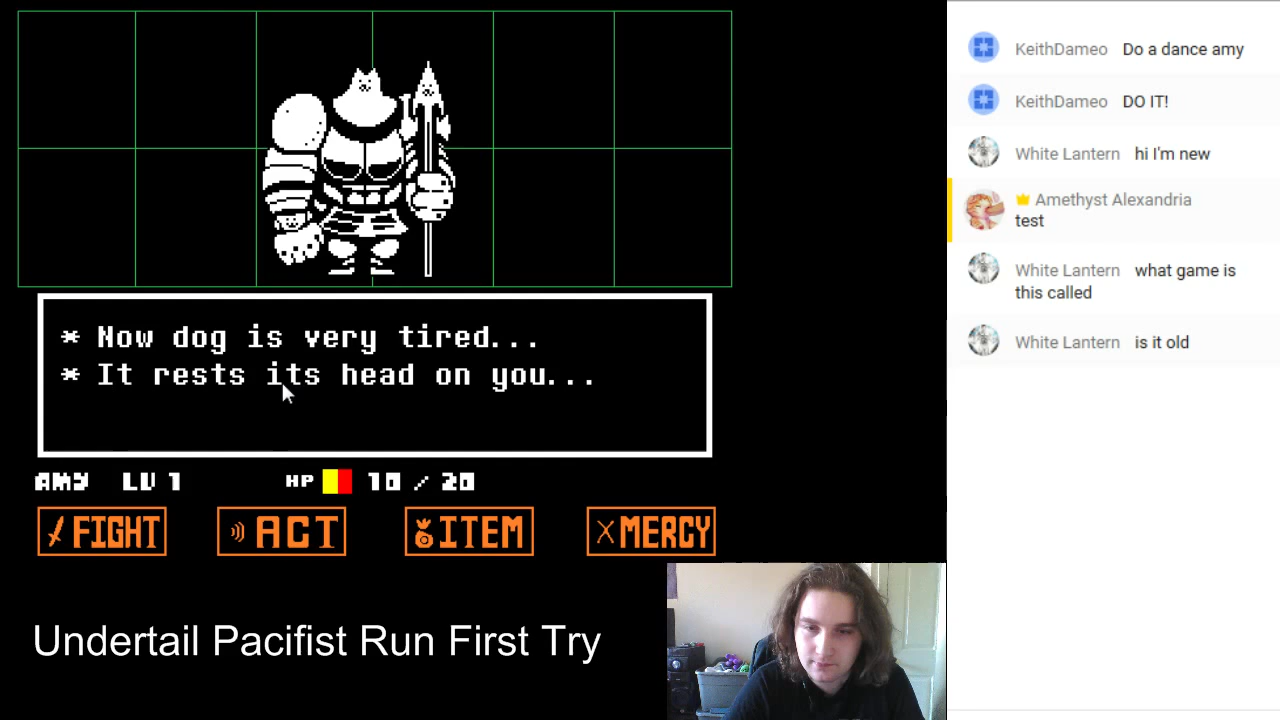 * Now dog is very tired...
* It rests its head on you...
AMY LV 1 HP 10 / 20
FIGHT ACT ITEM MERCY
Undertail Pacifist Run First Try
KeithDameo Do a dance amy
KeithDameo DO IT!
White Lantern hi I'm new
Amethyst Alexandria
test
White Lantern what game is
this called
White Lantern is it old